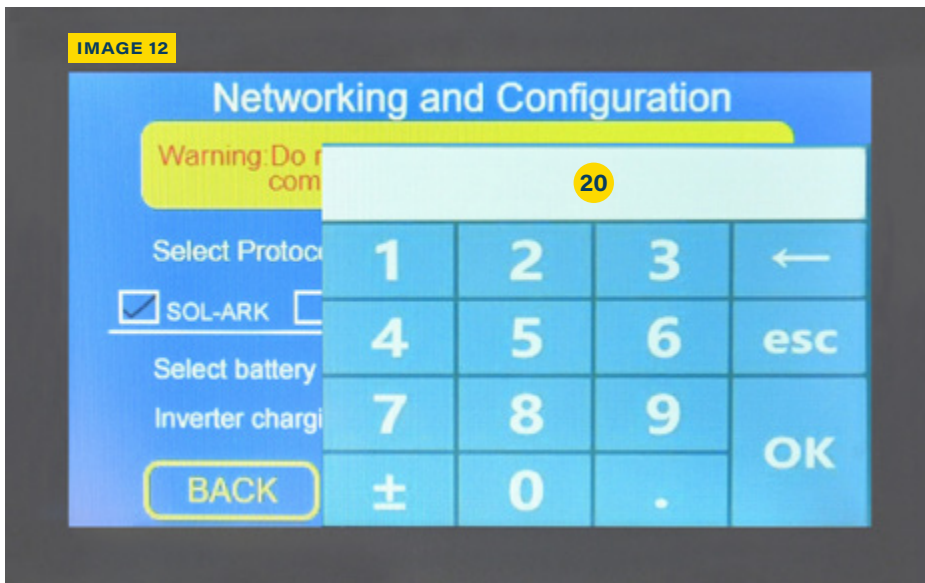 IMAGE 12
Networking and Configuration
Warning:Do
com
20
1 2 3 ←
Select Protoc
SOL-ARK
4 5 6 esc
Select battery
7 8 9
Inverter chargi
OK
BACK
± 0 .